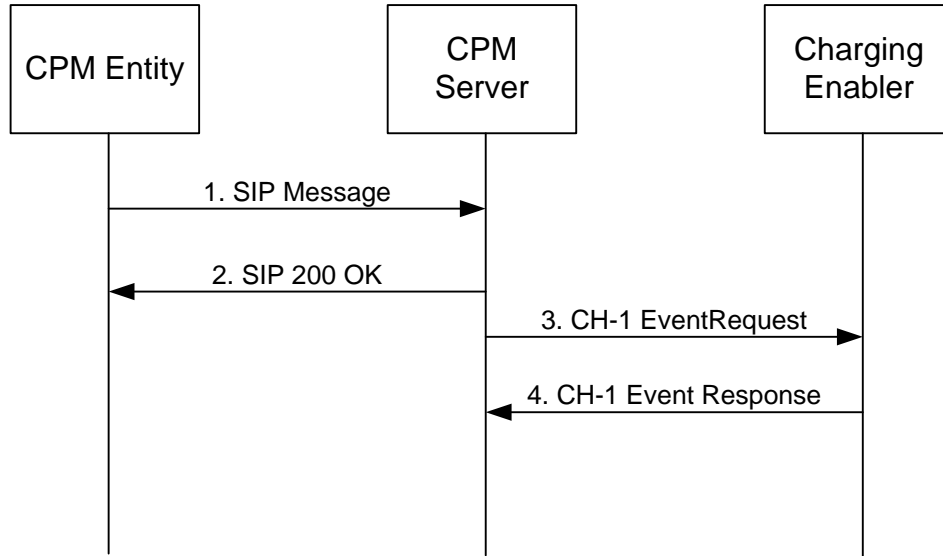 CPM Entity
CPM
Server
Charging
Enabler
1. SIP Message
2. SIP 200 OK
3. CH-1 EventRequest
4. CH-1 Event Response